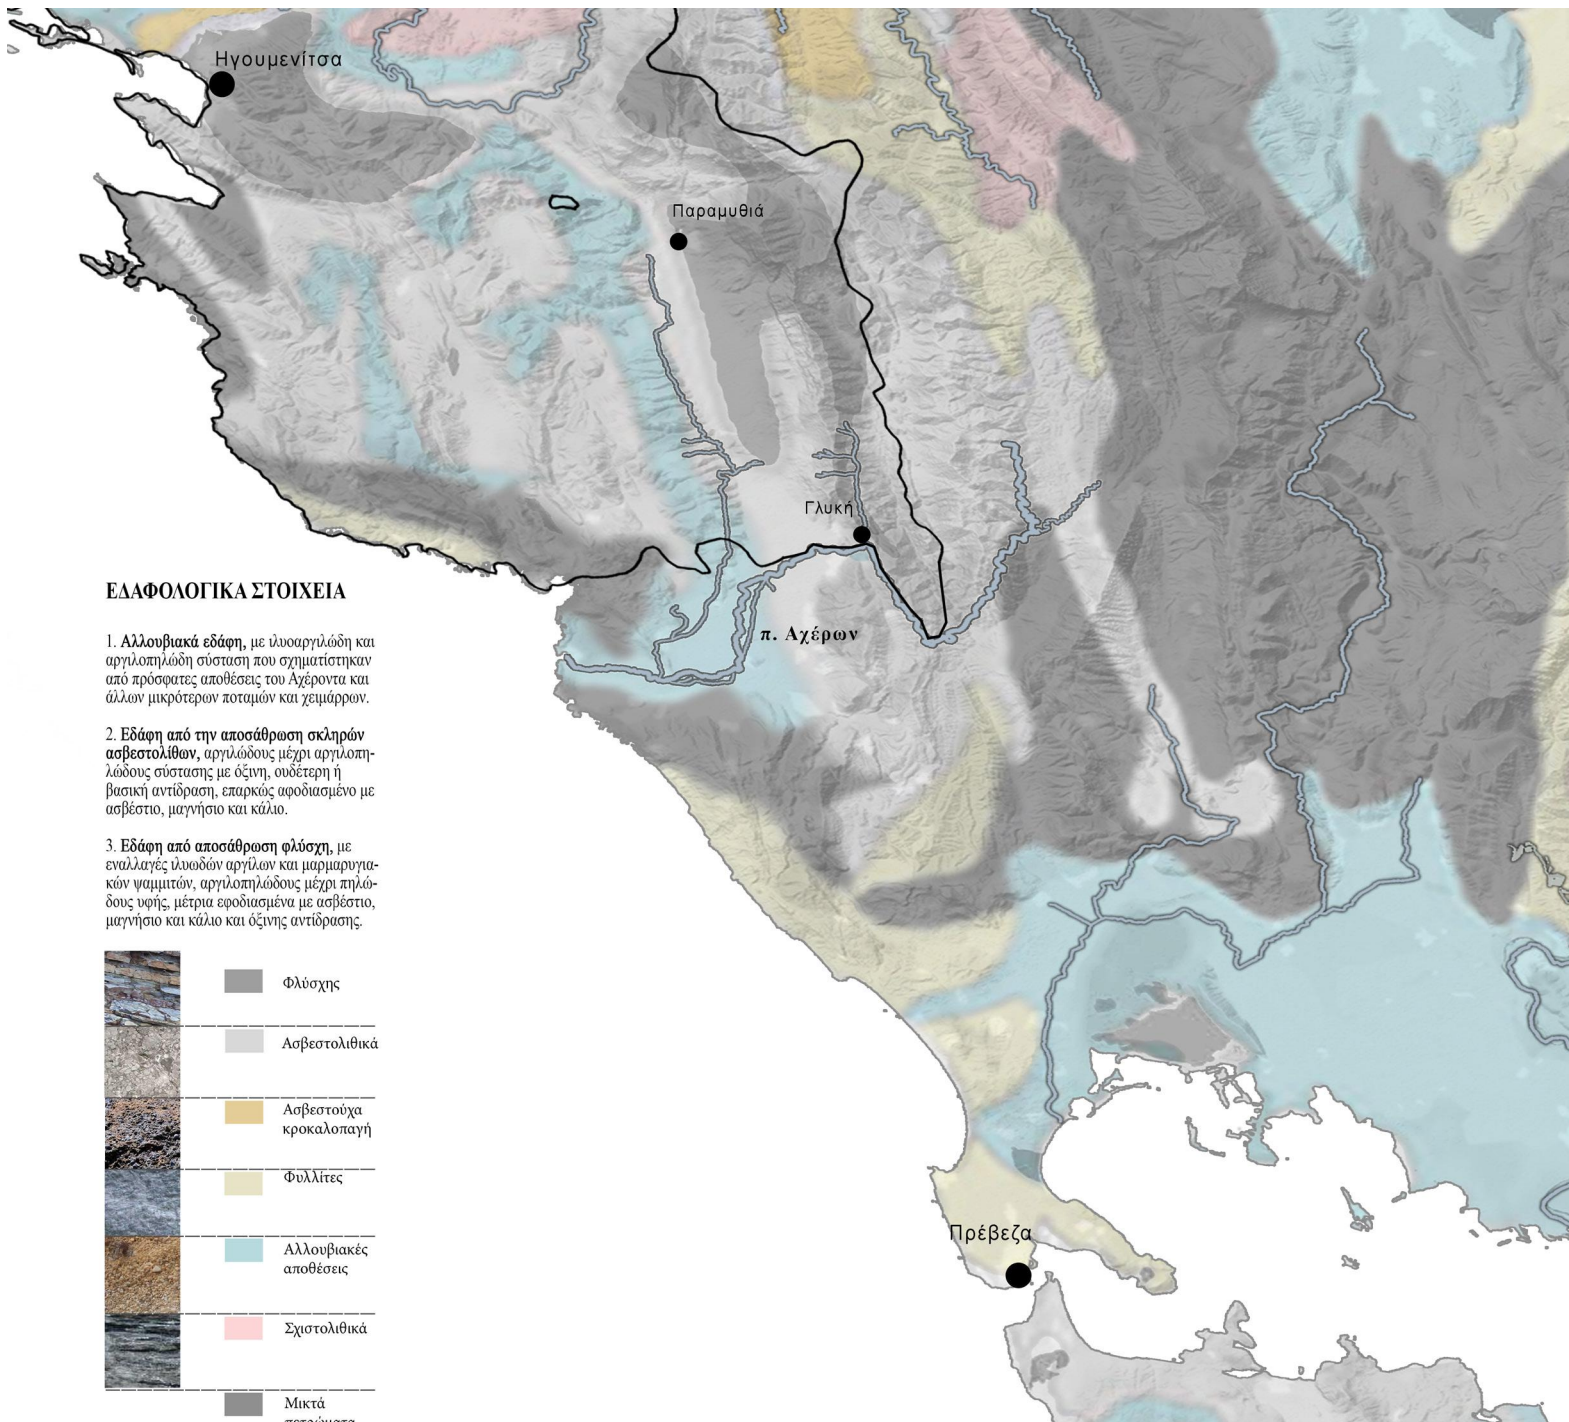 Ηγουμενίτσα
Παραμυθιά
Γλυκή
π. Αχέρων
ΕΔΑΦΟΛΟΓΙΚΑ ΣΤΟΙΧΕΙΑ
1. Αλλουβιακά εδάφη, με ιλυοαργιλώδη και
αργιλοπηλώδη σύσταση που σχηματίστηκαν
από πρόσφατες αποθέσεις του Αχέροντα και
άλλων μικρότερων ποταμών και χειμάρρων.
2. Εδάφη από την αποσάθρωση σκληρών
ασβεστολίθων, αργιλώδους μέχρι αργιλοπη-
λώδους σύστασης με όξινη, ουδέτερη ή
βασική αντίδραση, επαρκώς αφοδιασμένο με
ασβέστιο, μαγνήσιο και κάλιο.
3. Εδάφη από αποσάθρωση φλύσχη, με
εναλλαγές ιλυωδών αργίλων και μαρμαρυγια-
κών ψαμμιτών, αργιλοπηλώδους μέχρι πηλώ-
δους υφής, μέτρια εφοδιασμένα με ασβέστιο,
μαγνήσιο και κάλιο και όξινης αντίδρασης.
Φλύσχης
Ασβεστολιθικά
Ασβεστούχα
κροκαλοπαγή
Φυλλίτες
Αλλουβιακές
αποθέσεις
Σχιστολιθικά
Μικτά
πετρώματα
Πρέβεζα